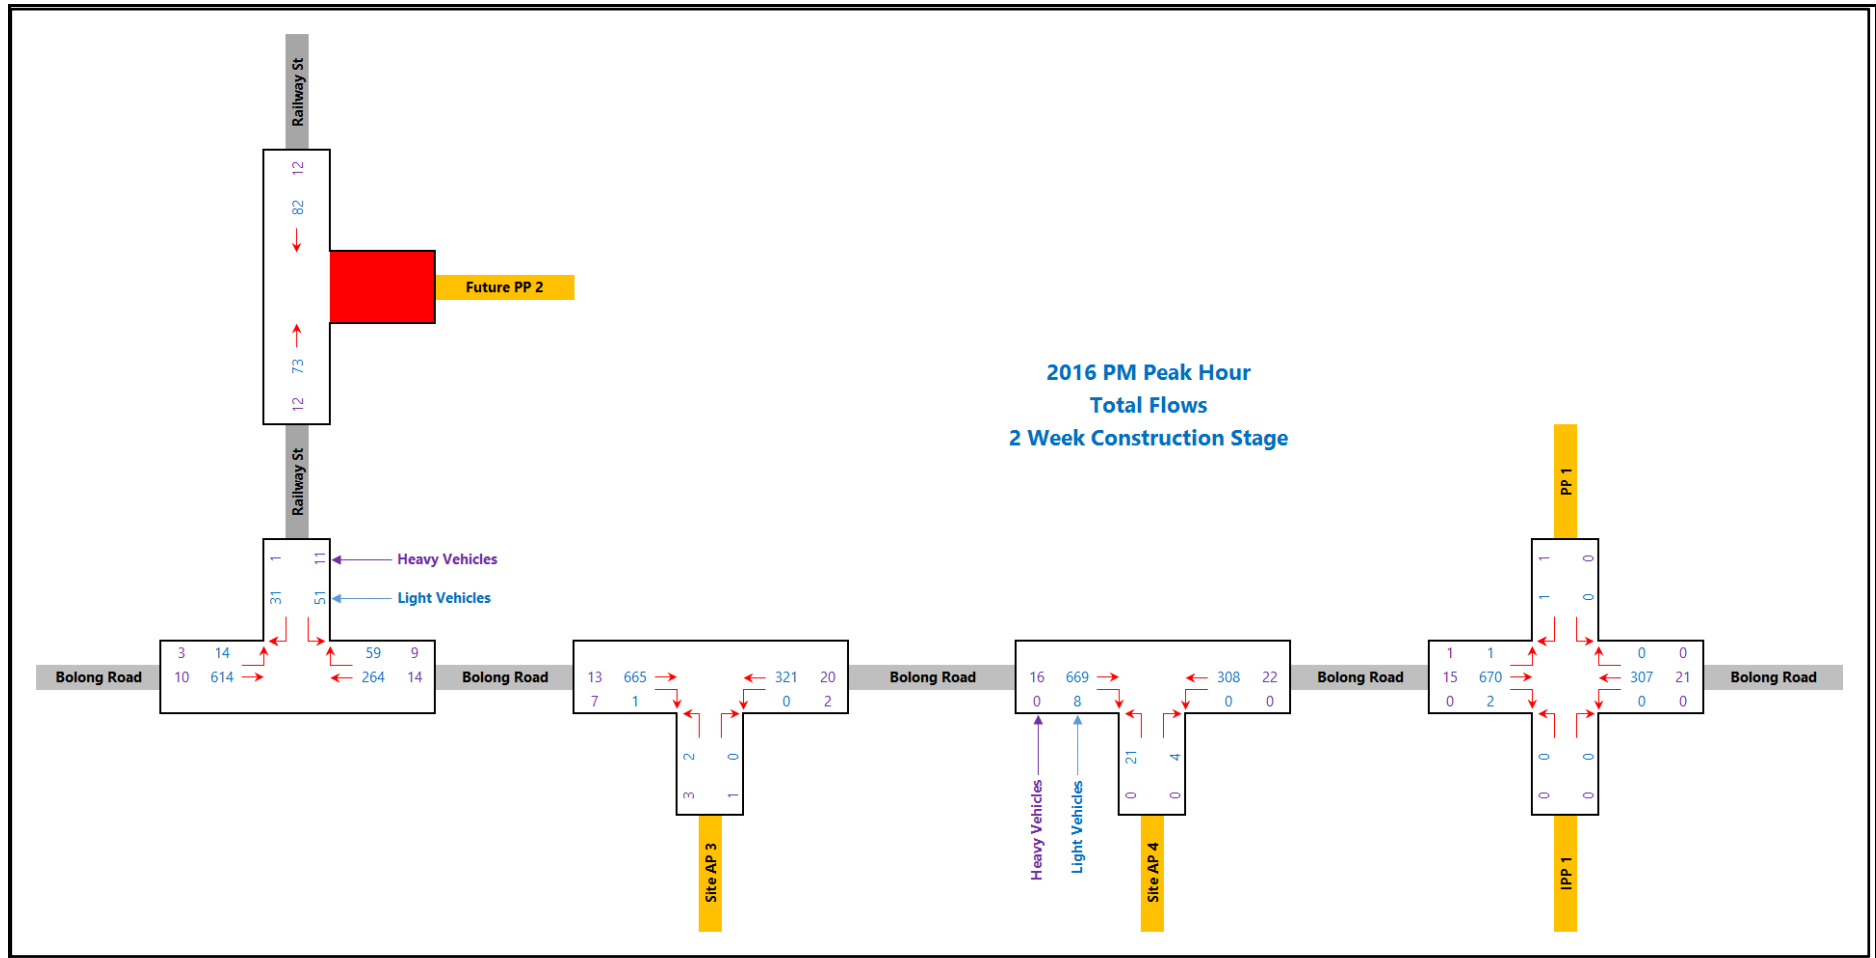 Railway St
12
82
Future PP 2
73
12
2016 PM Peak Hour
Total Flows
2 Week Construction Stage
Railway St
PP 1
1 11 Heavy Vehicles
31 51 Light Vehicles
1 0
1 0
3 14 59 9
Bolong Road 10 614 264 14 Bolong Road
13 665 321 20
7 1 0 2
2 0
3 1
Site AP 3
Bolong Road
16 669 308 22
0 8 0 0
21 4
0 0
Heavy Vehicles
Light Vehicles
Site AP 4
Bolong Road
1 1 0 0
15 670 307 21
0 2 0 0
Bolong Road
0 0
0 0
IPP 1